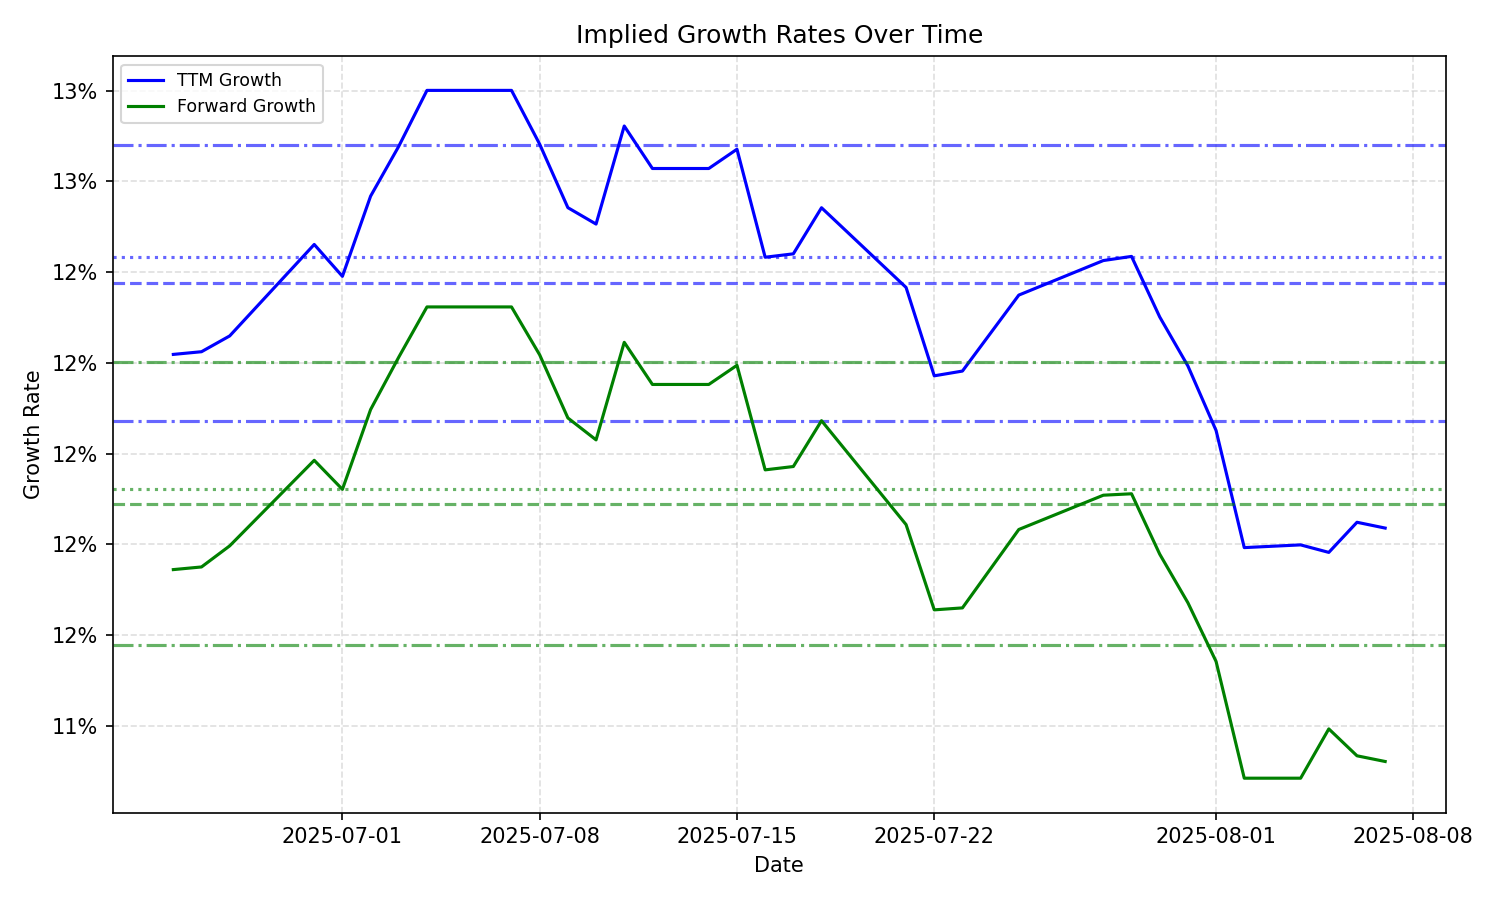 Implied Growth Rates Over Time
TTM Growth
Forward Growth
13%
13%
12%
12%
12%
12%
12%
11%
Growth Rate
2025-07-01
2025-07-08
2025-07-15
2025-07-22
2025-08-01
2025-08-08
Date